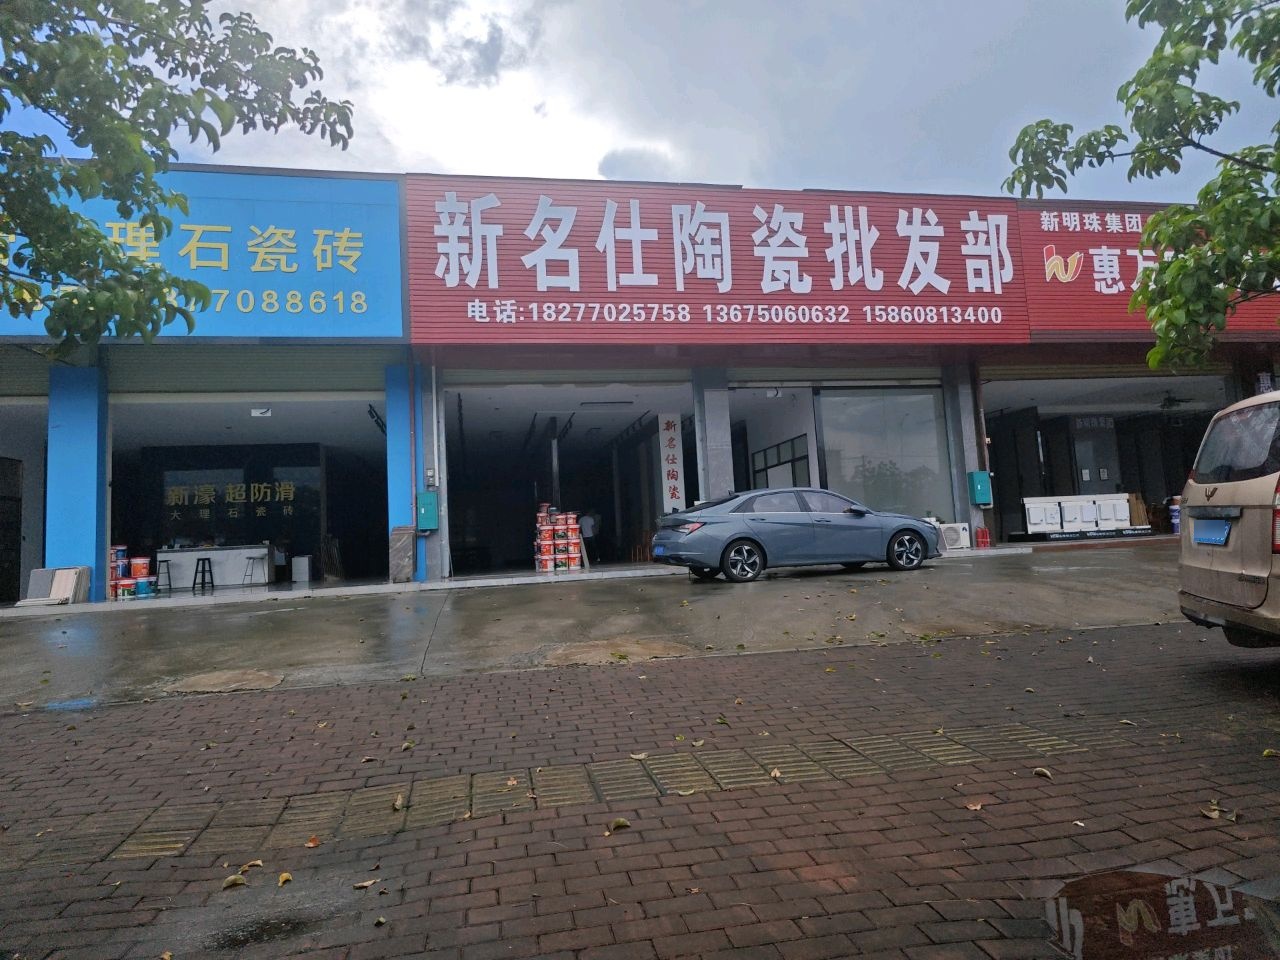 理石瓷砖
7088618
新名仕陶瓷批发部
电话:18277025758 13675060632 15860813400
新明珠集团
惠万
新濠 超防滑
大理石瓷砖
新名仕陶瓷